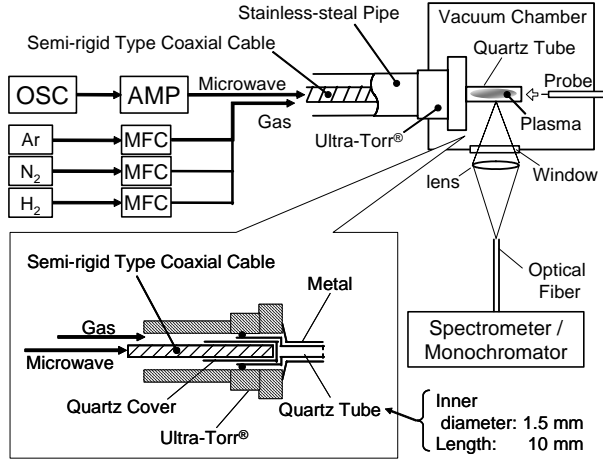 Stainless-steal Pipe
Vacuum Chamber
Semi-rigid Type Coaxial Cable
Quartz Tube
OSC
AMP
Microwave
Probe
Gas
Plasma
Ar
MFC
Ultra-Torr®
N2
MFC
Window
lens
H2
MFC
Semi-rigid Type Coaxial Cable
Optical
Fiber
Metal
Gas
Spectrometer /
Monochromator
Microwave
Quartz Cover
Quartz Tube
Ultra-Torr®
Inner
diameter: 1.5 mm
Length: 10 mm